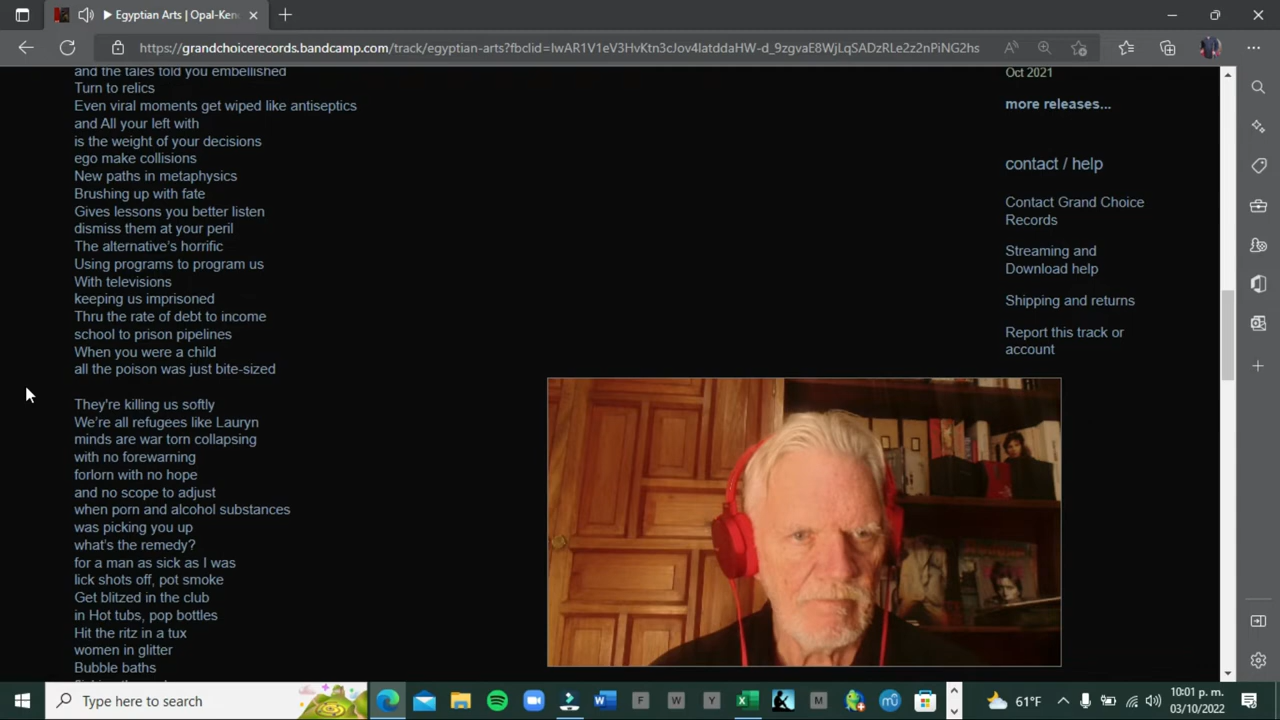 Egyptian Arts | Opal-Ken
https://grandchoicerecords.bandcamp.com/track/egyptian-arts?fbclid=IwAR1V1eV3HvKtn3cJov4IatddaHW-d_9zgvaE8WjLqSADzRLe2z2nPiNG2hs
and the tales told you embellished
Turn to relics
Even viral moments get wiped like antiseptics
and All your left with
is the weight of your decisions
ego make collisions
New paths in metaphysics
Brushing up with fate
Gives lessons you better listen
dismiss them at your peril
The alternative's horrific
Using programs to program us
With televisions
keeping us imprisoned
Thru the rate of debt to income
school to prison pipelines
When you were a child
all the poison was just bite-sized
They're killing us softly
We're all refugees like Lauryn
minds are war torn collapsing
with no forewarning
forlorn with no hope
and no scope to adjust
when porn and alcohol substances
was picking you up
what's the remedy?
for a man as sick as I was
lick shots off, pot smoke
Get blitzed in the club
in Hot tubs, pop bottles
Hit the ritz in a tux
women in glitter
Bubble baths
Oct 2021
more releases...
contact / help
Contact Grand Choice
Records
Streaming and
Download help
Shipping and returns
Report this track or
account
Type here to search
61°F
10:01 p. m.
03/10/2022